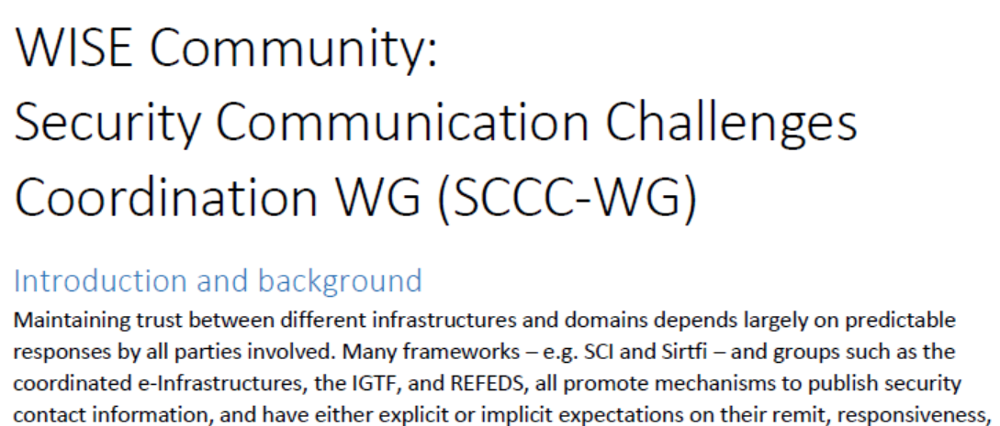 WISE Community:
Security Communication Challenges
Coordination WG (SCCC-WG)
Introduction and background
Maintaining trust between different infrastructures and domains depends largely on predictable
responses by all parties involved. Many frameworks – e.g. SCI and Sirtfi – and groups such as the
coordinated e-Infrastructures, the IGTF, and REFEDS, all promote mechanisms to publish security
contact information, and have either explicit or implicit expectations on their remit, responsiveness,